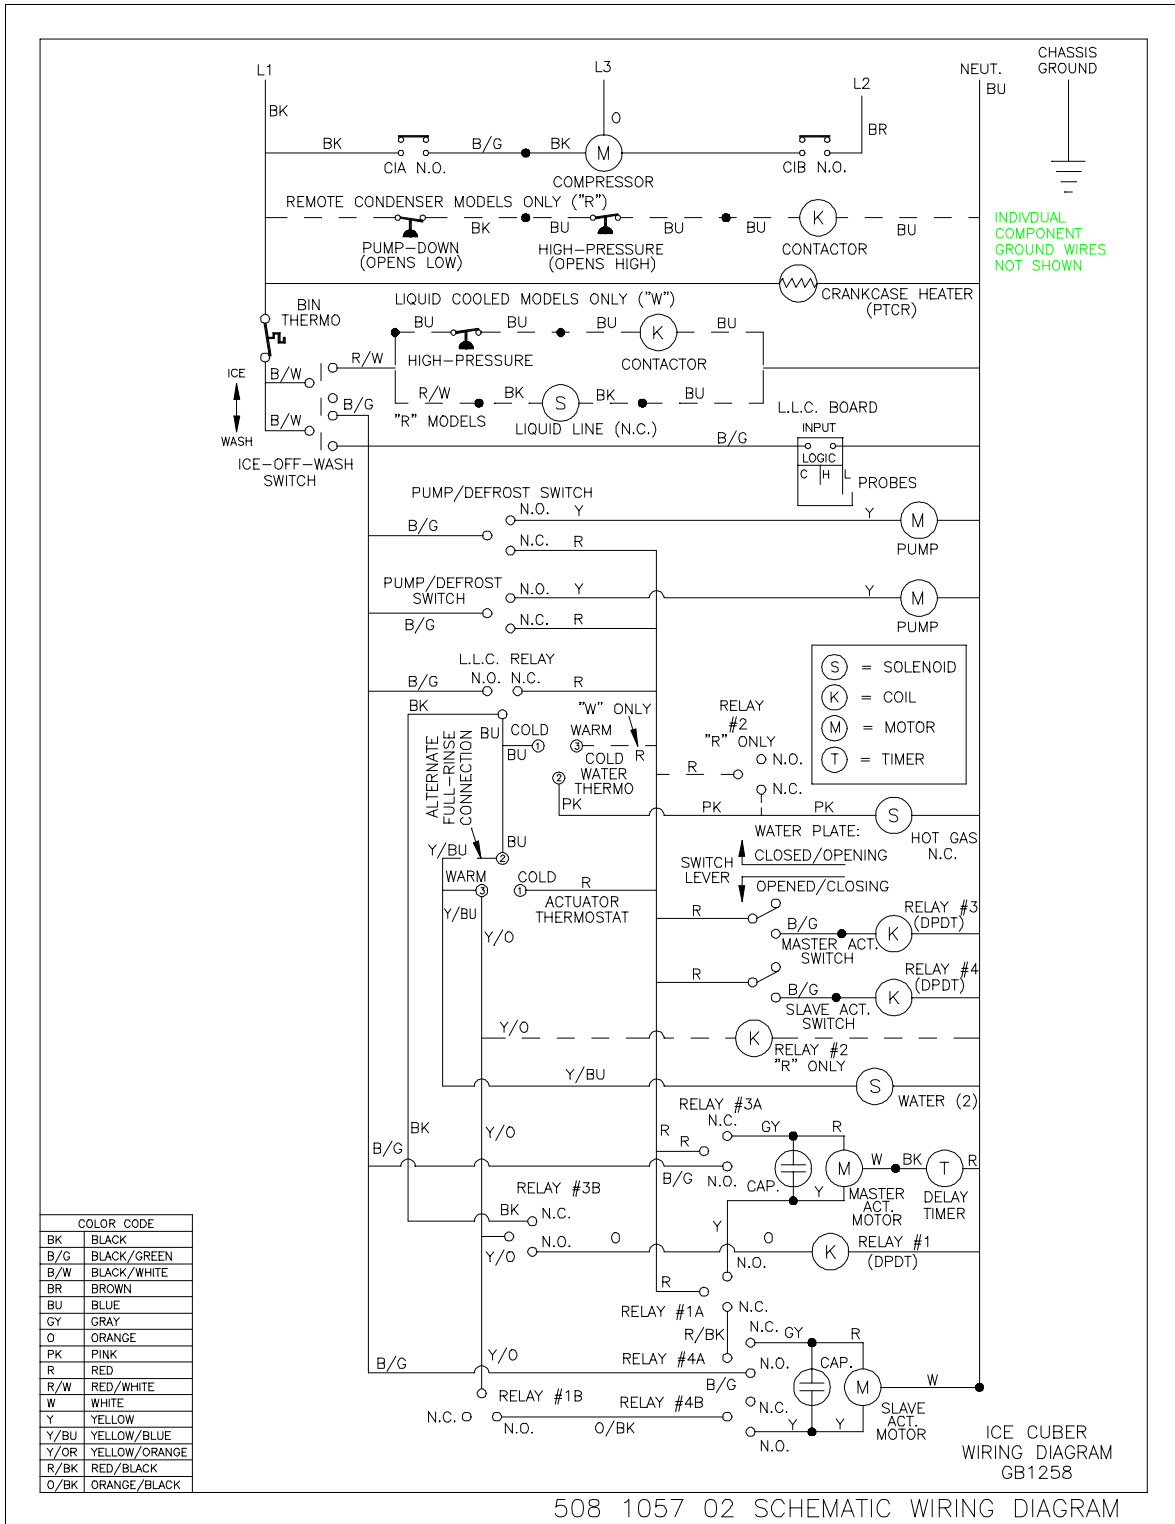 L1
L3
L2
NEUT.
CHASSIS
GROUND
BK
O
BR
BU
BK
B/G
BK
M
CIA N.O.
COMPRESSOR
CIB N.O.
REMOTE CONDENSER MODELS ONLY ("R")
BK
BU
BU
BU
K
BU
PUMP-DOWN
(OPENS LOW)
HIGH-PRESSURE
(OPENS HIGH)
CONTACTOR
INDIVDUAL
COMPONENT
GROUND WIRES
NOT SHOWN
CRANKCASE HEATER
(PTCR)
BIN
THERMO
LIQUID COOLED MODELS ONLY ("W")
BU
BU
BU
K
BU
HIGH-PRESSURE
CONTACTOR
R/W
ICE
B/W
R/W
BK
S
BK
BU
B/G
"R" MODELS
LIQUID LINE (N.C.)
L.L.C. BOARD
WASH
B/W
INPUT
B/G
LOGIC
C H L
PROBES
ICE-OFF-WASH
SWITCH
PUMP/DEFROST SWITCH
N.O.
Y
Y
M
B/G
N.C.
R
PUMP
PUMP/DEFROST
SWITCH
N.O.
Y
Y
M
B/G
N.C.
R
PUMP
L.L.C. RELAY
N.O. N.C.
B/G
R
S = SOLENOID
K = COIL
M = MOTOR
T = TIMER
BK
"W" ONLY
RELAY
#2
"R" ONLY
BU
COLD
WARM
1
3
BU
R
COLD
WATER
THERMO
2
N.O.
R
N.C.
ALTERNATE
FULL-RINSE
CONNECTION
PK
PK
PK
S
HOT GAS
N.C.
WATER PLATE:
BU
Y/BU
2
SWITCH
LEVER
CLOSED/OPENING
OPENED/CLOSING
WARM
3
COLD
1
R
ACTUATOR
THERMOSTAT
Y/BU
Y/O
R
B/G
K
RELAY #3
(DPDT)
MASTER ACT.
SWITCH
R
B/G
K
RELAY #4
(DPDT)
SLAVE ACT.
SWITCH
Y/O
K
RELAY #2
"R" ONLY
Y/BU
S
WATER (2)
RELAY #3A
N.C.
GY
R
BK
Y/O
R
R
B/G
B/G
N.O.
CAP.
M
W
BK
T
R
Y
MASTER
ACT.
MOTOR
DELAY
TIMER
RELAY #3B
BK
N.C.
Y
Y/O
N.O.
O
O
K
RELAY #1
(DPDT)
N.O.
R
RELAY #1A
N.C.
R/BK
N.C.
GY
R
Y/O
RELAY #4A
B/G
N.O.
CAP.
M
W
B/G
RELAY #1B
RELAY #4B
N.C.
N.C.
N.O.
O/BK
N.O.
Y
Y
SLAVE
ACT.
MOTOR
COLOR CODE
BK BLACK
B/G BLACK/GREEN
B/W BLACK/WHITE
BR BROWN
BU BLUE
GY GRAY
O ORANGE
PK PINK
R RED
R/W RED/WHITE
W WHITE
Y YELLOW
Y/BU YELLOW/BLUE
Y/OR YELLOW/ORANGE
R/BK RED/BLACK
O/BK ORANGE/BLACK
ICE CUBER
WIRING DIAGRAM
GB1258
508 1057 02 SCHEMATIC WIRING DIAGRAM